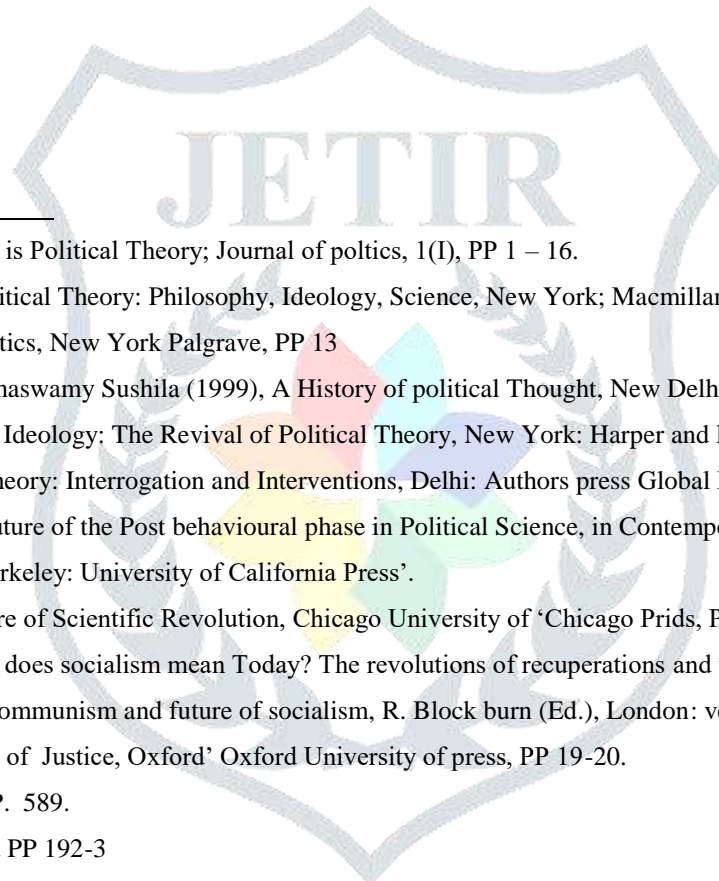 JETIR
is Political Theory; Journal of poltics, 1(I), PP 1 – 16.
itical Theory: Philosophy, Ideology, Science, New York; Macmillan
tics, New York Palgrave, PP 13
naswamy Sushila (1999), A History of political Thought, New Delh
Ideology: The Revival of Political Theory, New York: Harper and
heory: Interrogation and Interventions, Delhi: Authors press Global
uture of the Post behavioural phase in Political Science, in Contempo
rkeley: University of California Press’.
re of Scientific Revolution, Chicago University of ‘Chicago Prids, P
does socialism mean Today? The revolutions of recuperations and
ommunism and future of socialism, R. Block burn (Ed.), London: ve
of Justice, Oxford’ Oxford University of press, PP 19-20.
P. 589.
PP 192-3